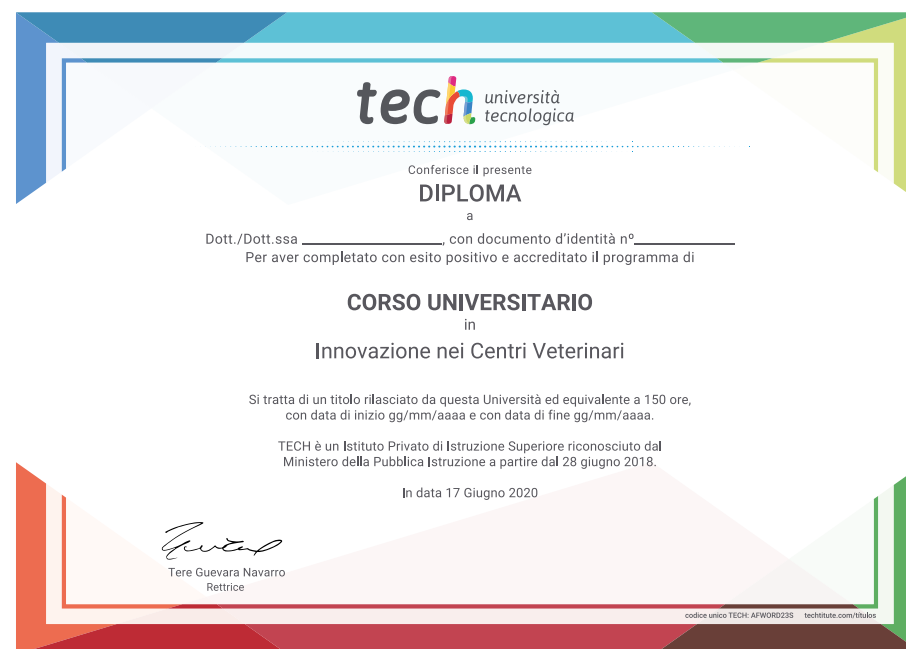 tech università
tecnologica
Conferisce il presente
DIPLOMA
a
Dott./Dott.ssa ____________________, con documento d'identità nº______________
Per aver completato con esito positivo e accreditato il programma di
CORSO UNIVERSITARIO
in
Innovazione nei Centri Veterinari
Si tratta di un titolo rilasciato da questa Università ed equivalente a 150 ore,
con data di inizio gg/mm/aaaa e con data di fine gg/mm/aaaa.
TECH è un Istituto Privato di Istruzione Superiore riconosciuto dal
Ministero della Pubblica Istruzione a partire dal 28 giugno 2018.
In data 17 Giugno 2020
Tere Guevara Navarro
Rettrice
codice unico TECH: AFWORD23S techtitute.com/titulos